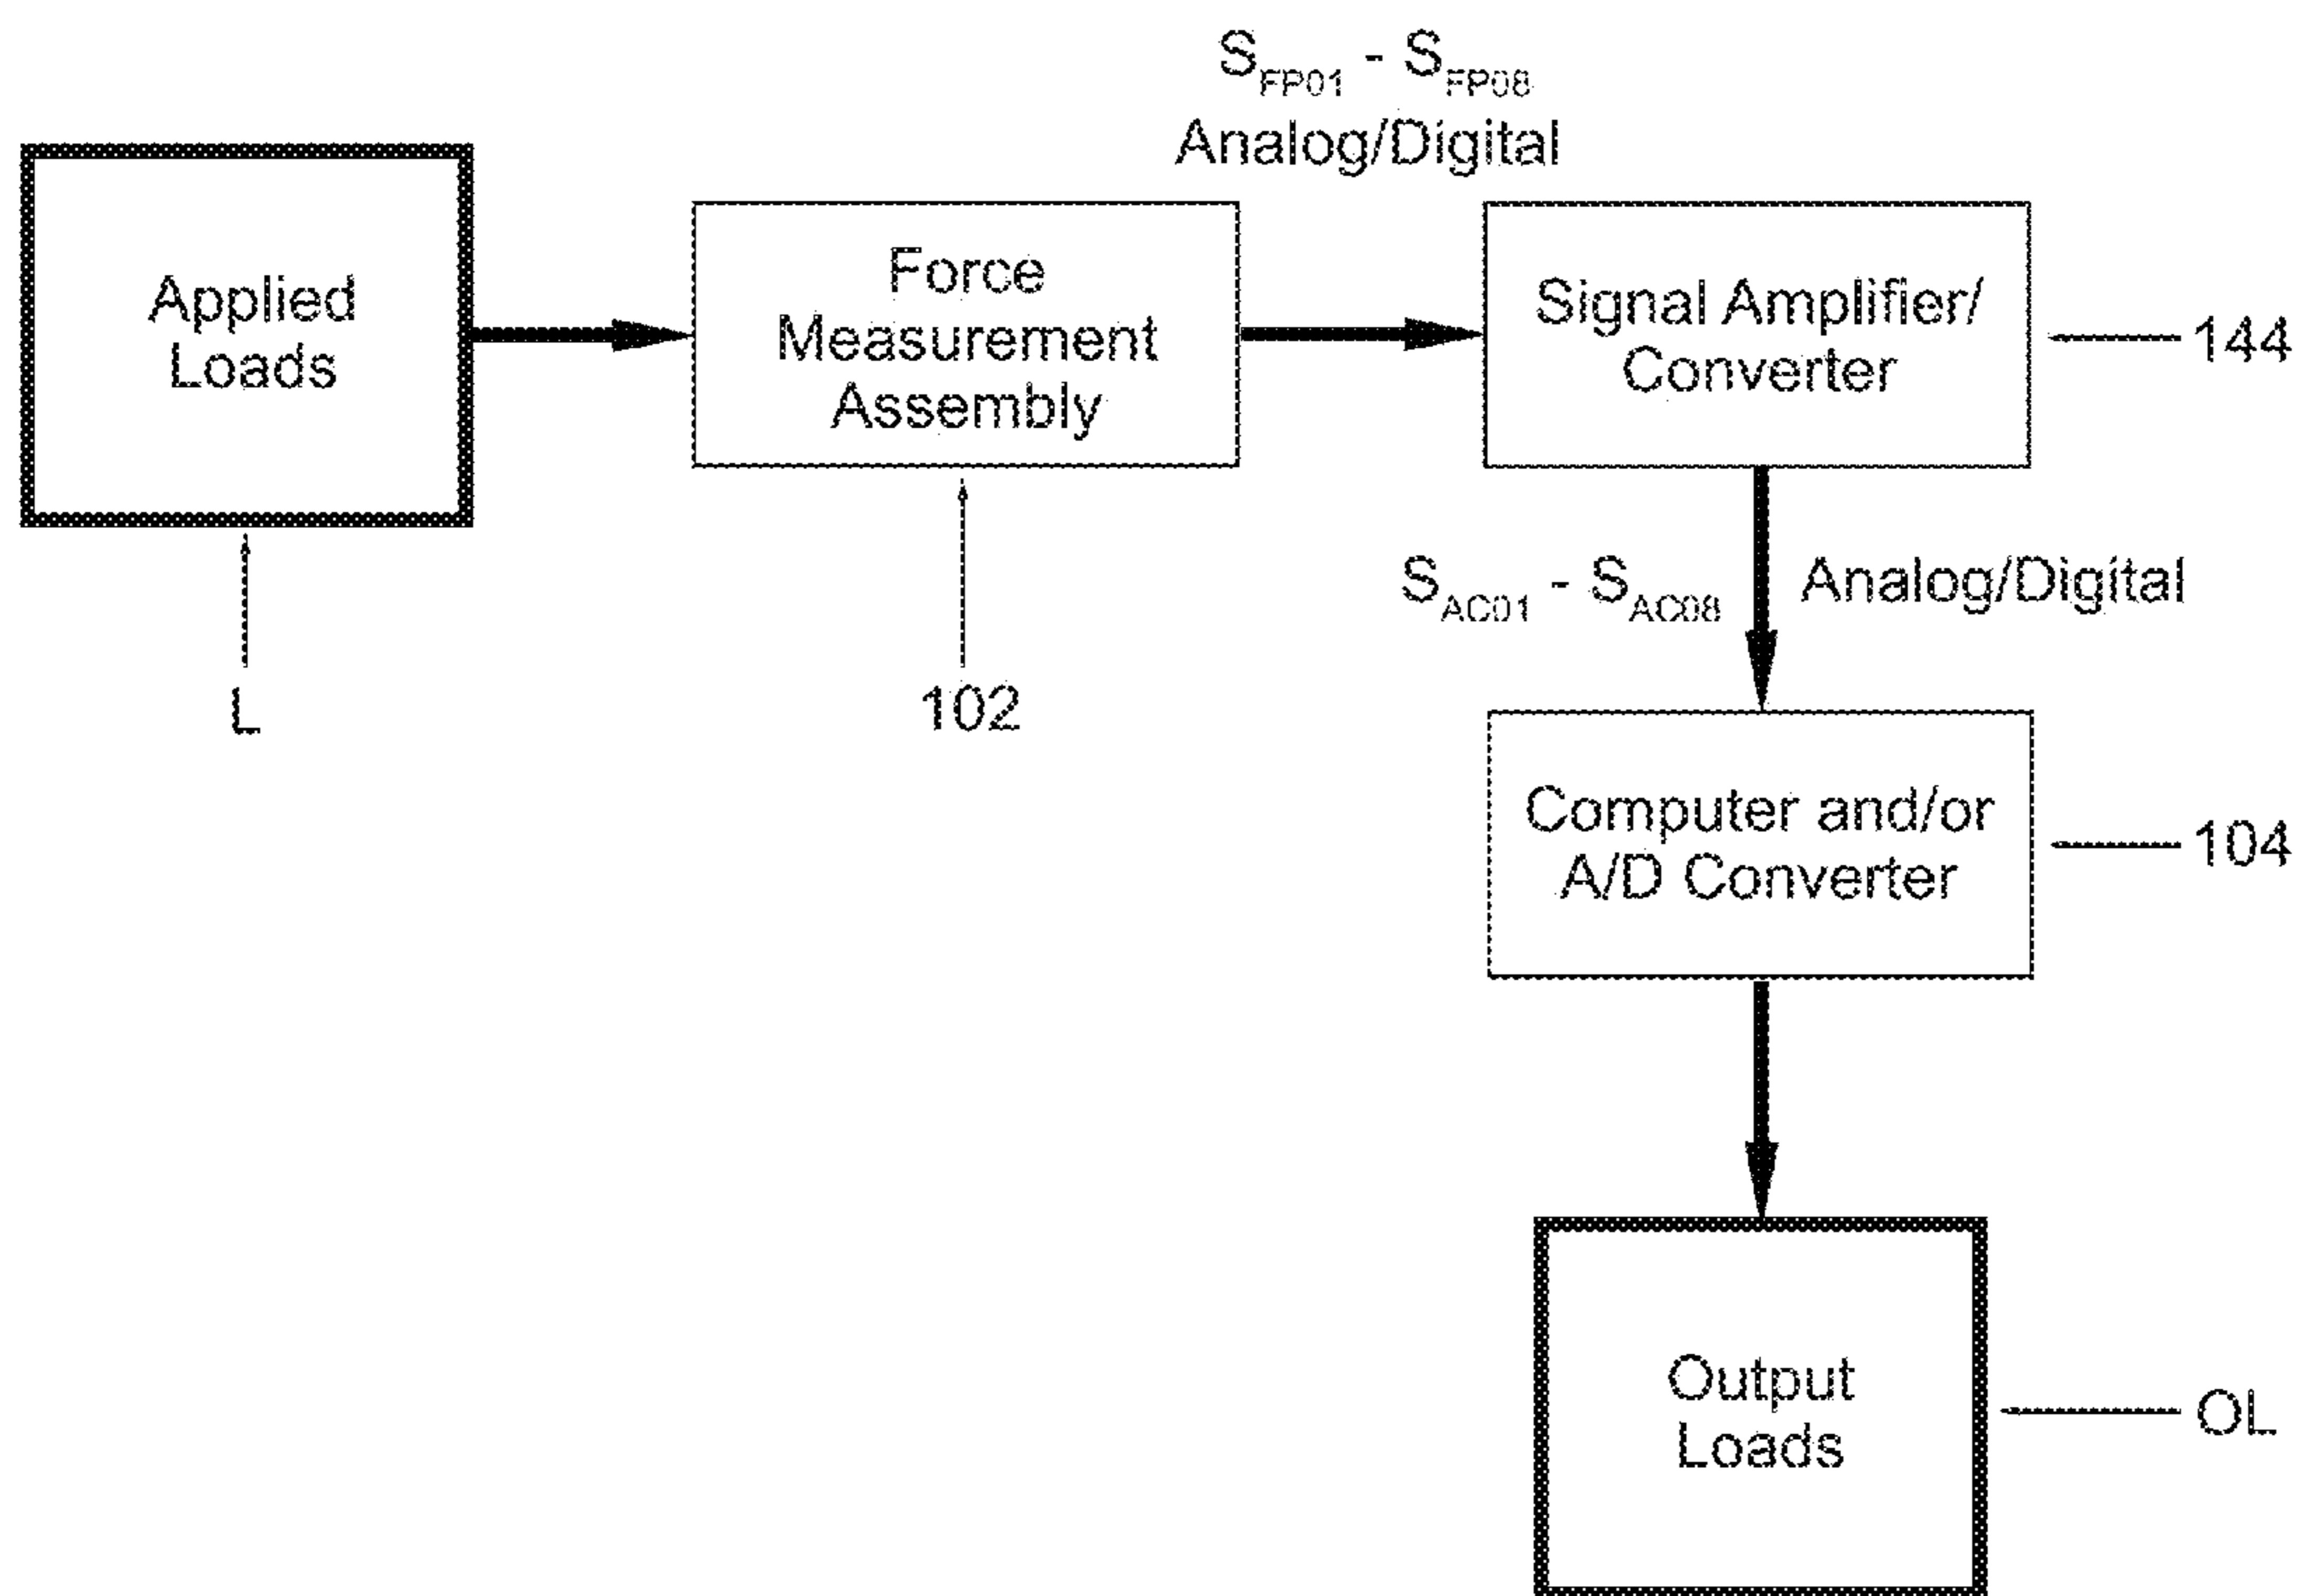 S_FP01 - S_FP08
Analog/Digital
Applied
Loads
Force
Measurement
Assembly
Signal Amplifier/
Converter
144
L
102
S_AC01 - S_AC08
Analog/Digital
Computer and/or
A/D Converter
104
Output
Loads
OL